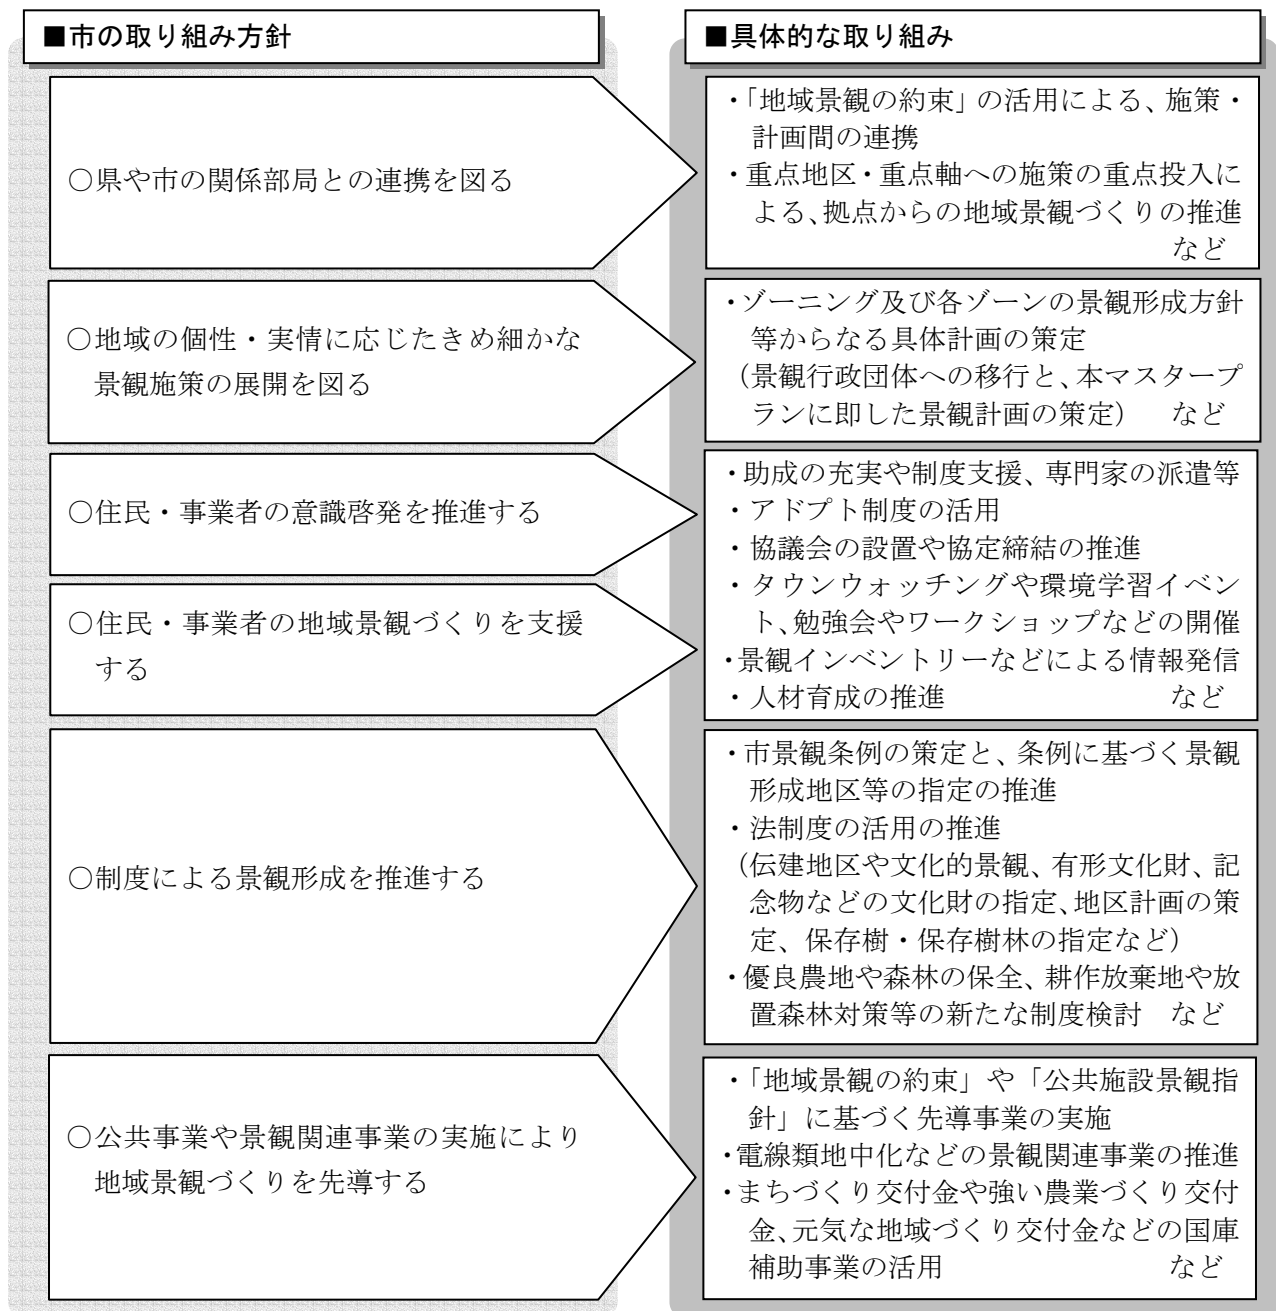 ■市の取り組み方針
■具体的な取り組み
○県や市の関係部局との連携を図る
・「地域景観の約束」の活用による、施策・
計画間の連携
・重点地区・重点軸への施策の重点投入に
よる、拠点からの地域景観づくりの推進
など
○地域の個性・実情に応じたきめ細かな
景観施策の展開を図る
・ゾーニング及び各ゾーンの景観形成方針
等からなる具体計画の策定
（景観行政団体への移行と、本マスタープ
ランに即した景観計画の策定） など
○住民・事業者の意識啓発を推進する
○住民・事業者の地域景観づくりを支援
する
・助成の充実や制度支援、専門家の派遣等
・アドプト制度の活用
・協議会の設置や協定締結の推進
・タウンウォッチングや環境学習イベン
ト、勉強会やワークショップなどの開催
・景観インベントリーなどによる情報発信
・人材育成の推進 など
○制度による景観形成を推進する
・市景観条例の策定と、条例に基づく景観
形成地区等の指定の推進
・法制度の活用の推進
（伝建地区や文化的景観、有形文化財、記
念物などの文化財の指定、地区計画の策
定、保存樹・保存樹林の指定など）
・優良農地や森林の保全、耕作放棄地や放
置森林対策等の新たな制度検討 など
○公共事業や景観関連事業の実施により
地域景観づくりを先導する
・「地域景観の約束」や「公共施設景観指
針」に基づく先導事業の実施
・電線類地中化などの景観関連事業の推進
・まちづくり交付金や強い農業づくり交付
金、元気な地域づくり交付金などの国庫
補助事業の活用 など